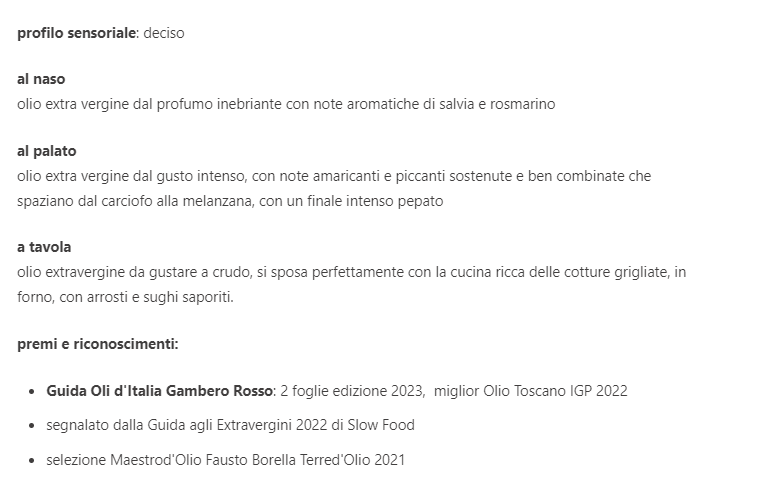 profilo sensoriale: deciso
al naso
olio extra vergine dal profumo inebriante con note aromatiche di salvia e rosmarino
al palato
olio extra vergine dal gusto intenso, con note amaricanti e piccanti sostenute e ben combinate che
spaziano dal carciofo alla melanzana, con un finale intenso pepato
a tavola
olio extravergine da gustare a crudo, si sposa perfettamente con la cucina ricca delle cotture grigliate, in
forno, con arrosti e sughi saporiti.
premi e riconoscimenti:
• Guida Oli d'Italia Gambero Rosso: 2 foglie edizione 2023,  miglior Olio Toscano IGP 2022
• segnalato dalla Guida agli Extravergini 2022 di Slow Food
• selezione Maestrod'Olio Fausto Borella Terred'Olio 2021